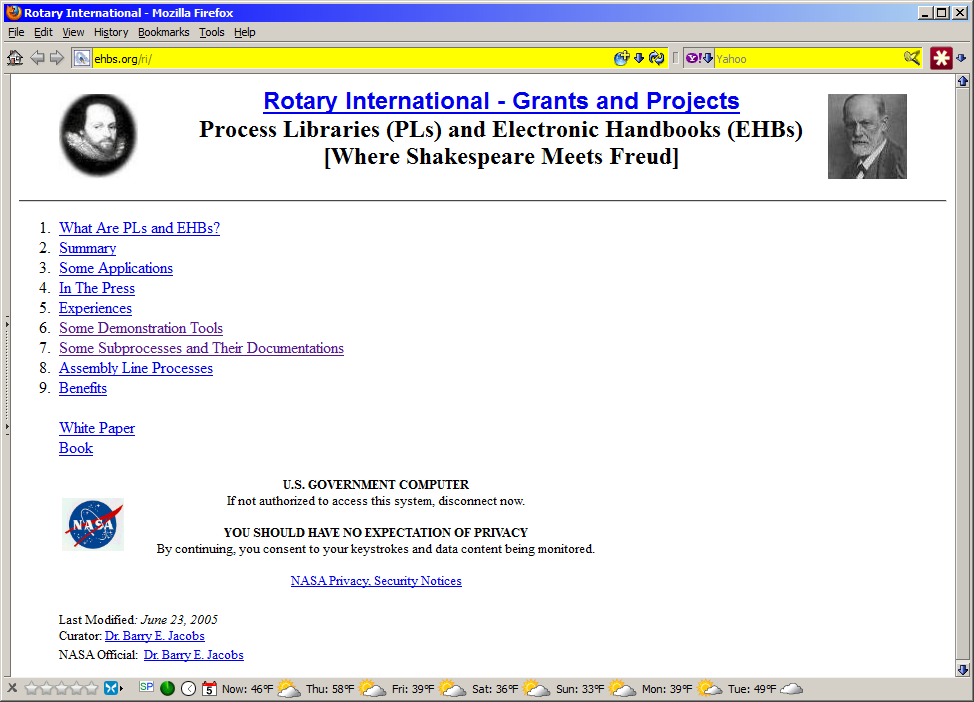 Rotary International - Mozilla Firefox
File Edit View History Bookmarks Tools Help
ehbs.org/ri/
Yahoo
Rotary International - Grants and Projects
Process Libraries (PLs) and Electronic Handbooks (EHBs)
[Where Shakespeare Meets Freud]
1. What Are PLs and EHBs?
2. Summary
3. Some Applications
4. In The Press
5. Experiences
6. Some Demonstration Tools
7. Some Subprocesses and Their Documentations
8. Assembly Line Processes
9. Benefits
White Paper
Book
U.S. GOVERNMENT COMPUTER
If not authorized to access this system, disconnect now.
NASA
YOU SHOULD HAVE NO EXPECTATION OF PRIVACY
By continuing, you consent to your keystrokes and data content being monitored.
NASA Privacy, Security Notices
Last Modified: June 23, 2005
Curator: Dr. Barry E. Jacobs
NASA Official: Dr. Barry E. Jacobs
SP 5 Now: 46°F Thu: 58°F Fri: 39°F Sat: 36°F Sun: 33°F Mon: 39°F Tue: 49°F